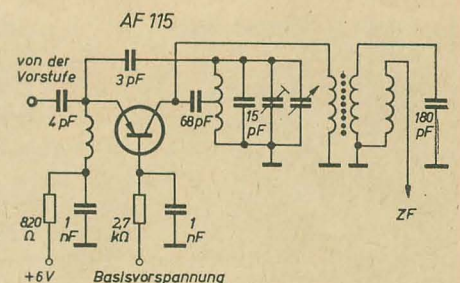 AF 115
von der
Vorstufe
3 pF
4 pF
68 pF
15
pF
180
pF
820
Ω
1
nF
2,7
kΩ
1
nF
ZF
+6V
Basisvorspannung